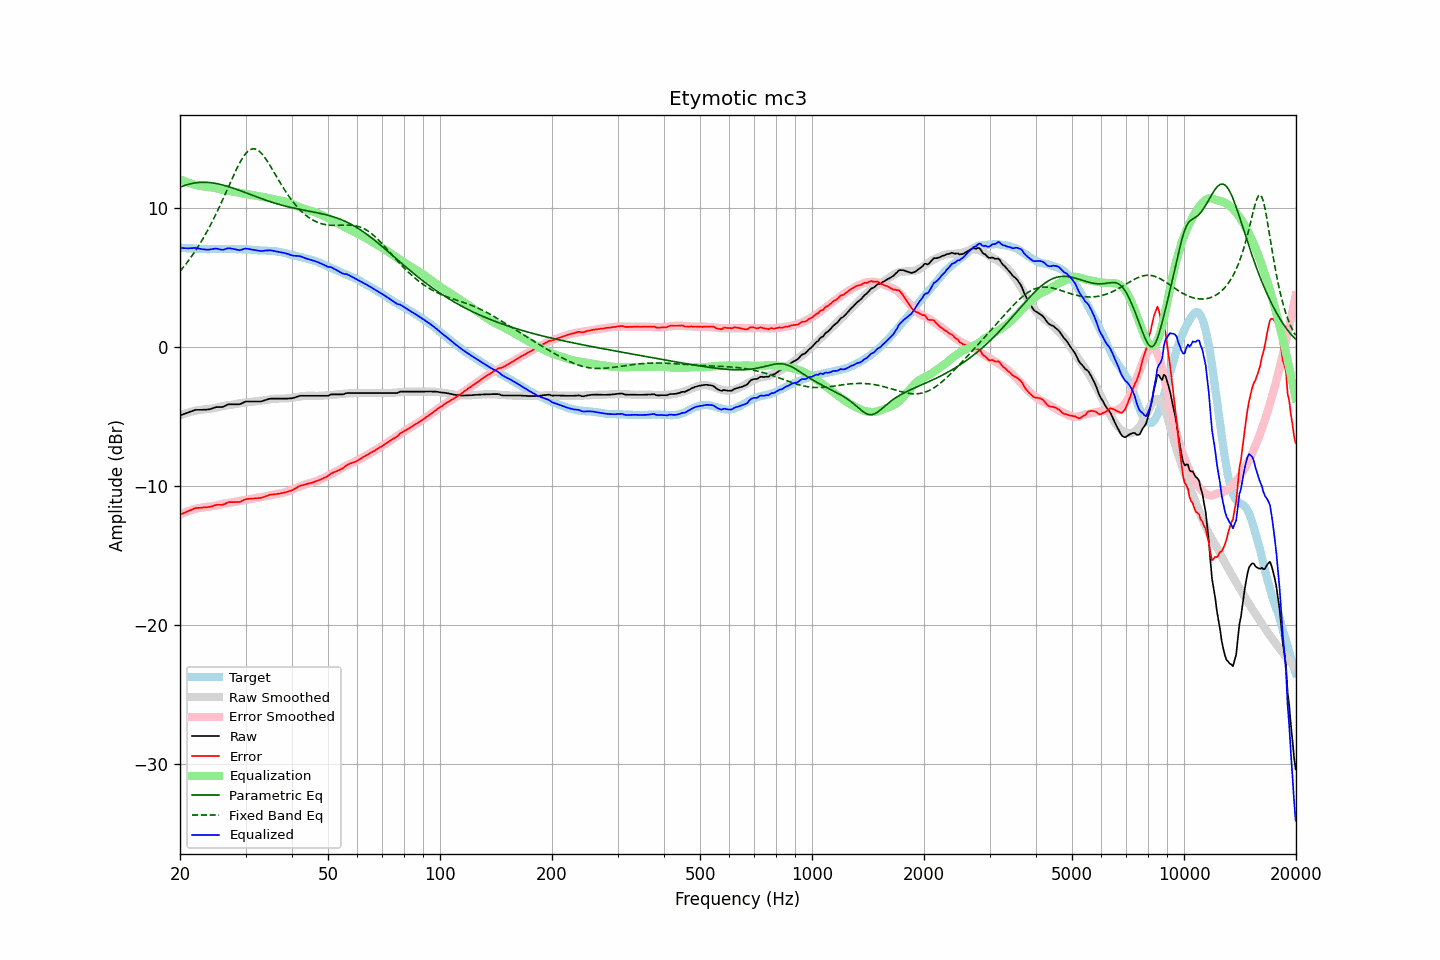 Etymotic mc3
Amplitude (dBr)
10
0
−10
−20
−30
Target
Raw Smoothed
Error Smoothed
Raw
Error
Equalization
Parametric Eq
Fixed Band Eq
Equalized
20 50 100 200 500 1000 2000 5000 10000 20000
Frequency (Hz)